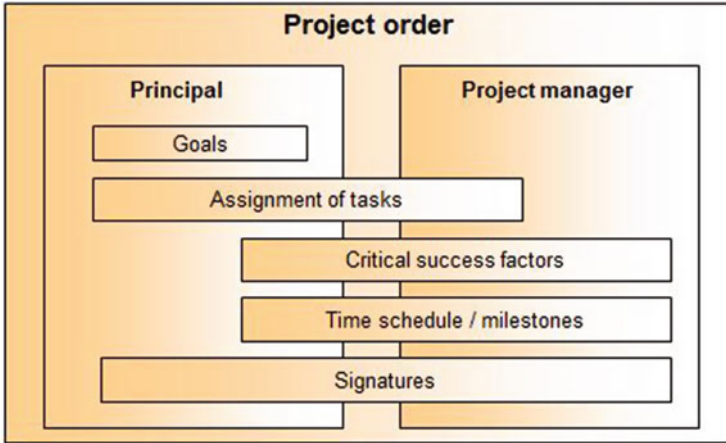 Project order
Principal
Project manager
Goals
Assignment of tasks
Critical success factors
Time schedule / milestones
Signatures